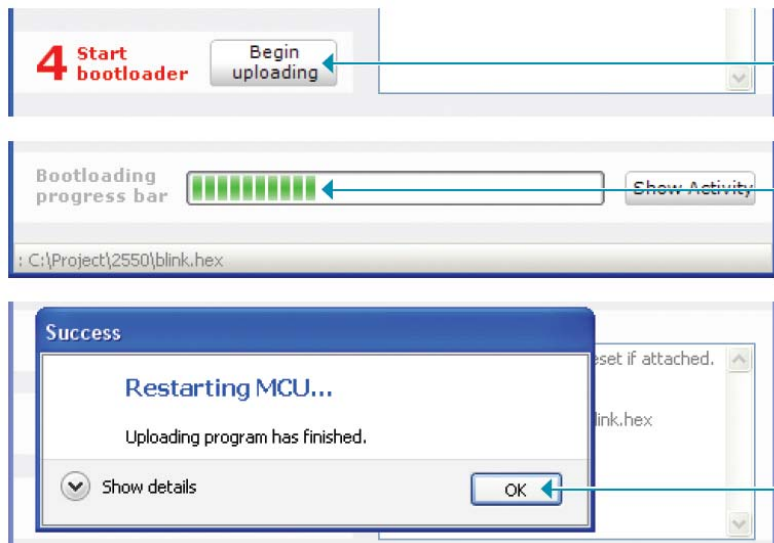 4 Start
bootloader
Begin
uploading
Bootloading
progress bar
Show Activity
: C:\Project\2550\blink.hex
Success
Restarting MCU...
Uploading program has finished.
Show details
OK
eset if attached.
link.hex